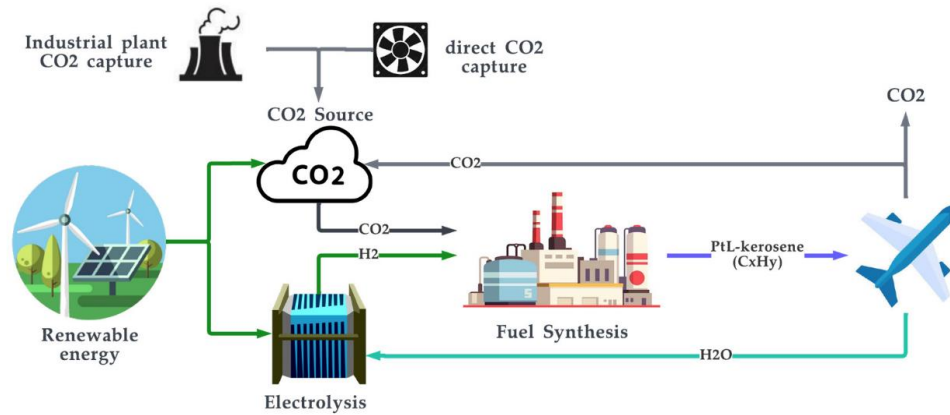 Industrial plant
CO2 capture
direct CO2
capture
CO2 Source
CO2
CO2
CO2
CO2
H2
PtL-kerosene
(CxHy)
S
Renewable
energy
Fuel Synthesis
H2O
Electrolysis